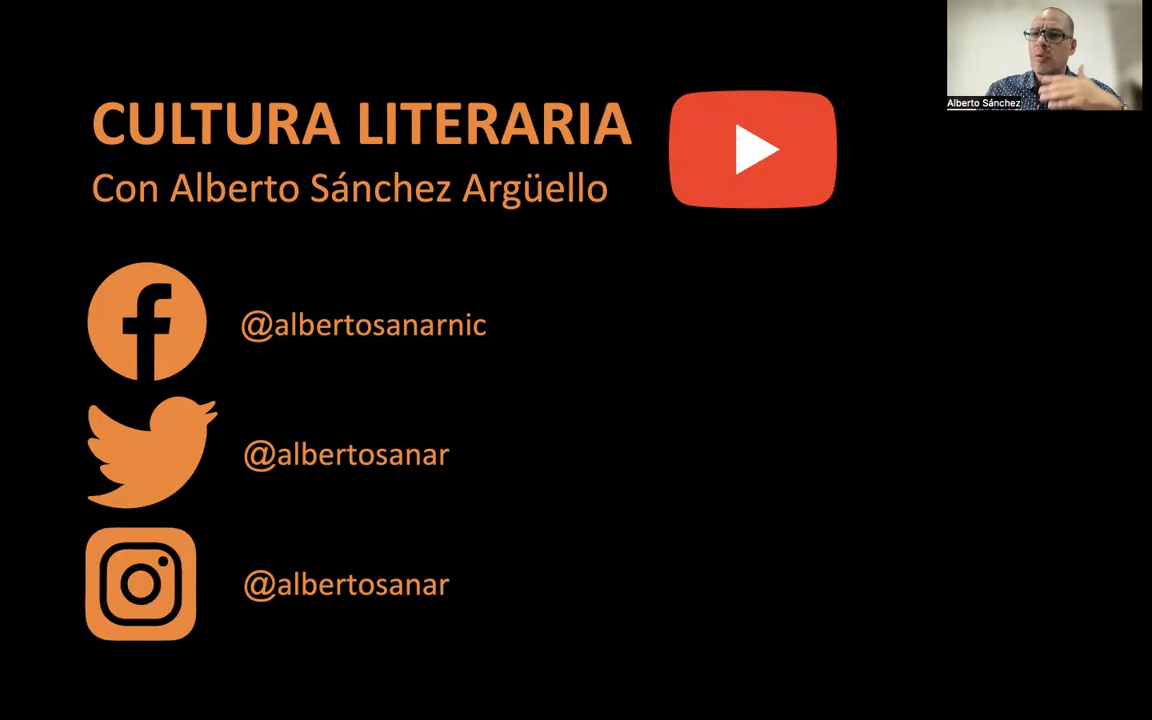 CULTURA LITERARIA
Con Alberto Sánchez Argüello
@albertosanarnic
@albertosanar
@albertosanar
Alberto Sánchez